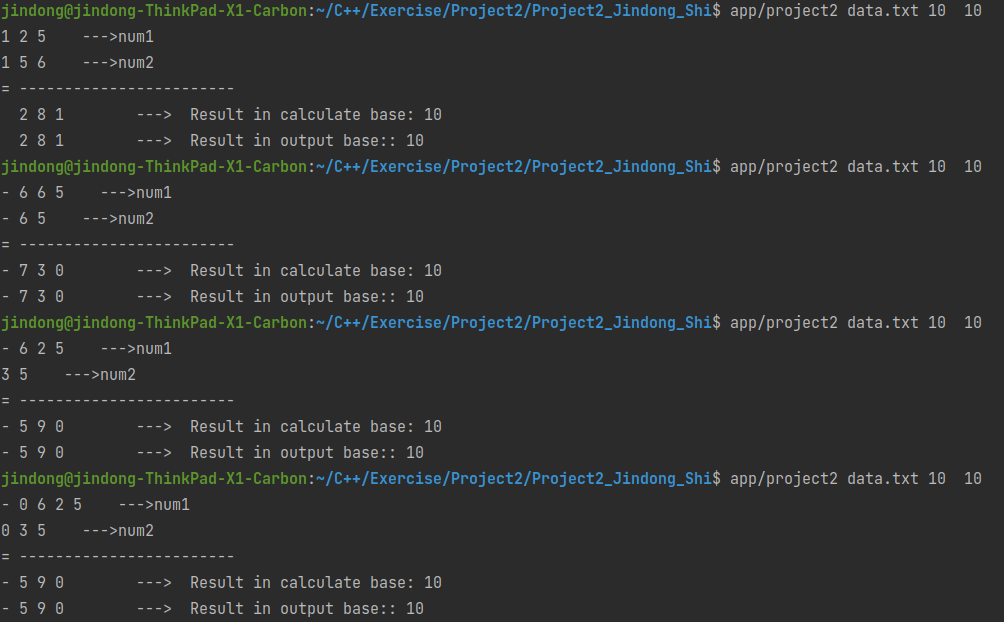 jindong@jindong-ThinkPad-X1-Carbon:~/C++/Exercise/Project2/Project2_Jindong_Shi$ app/project2 data.txt 10  10
1 2 5    --->num1
1 5 6    --->num2
= ------------------------
  2 8 1        --->  Result in calculate base: 10
  2 8 1        --->  Result in output base:: 10
jindong@jindong-ThinkPad-X1-Carbon:~/C++/Exercise/Project2/Project2_Jindong_Shi$ app/project2 data.txt 10  10
- 6 6 5    --->num1
- 6 5    --->num2
= ------------------------
- 7 3 0        --->  Result in calculate base: 10
- 7 3 0        --->  Result in output base:: 10
jindong@jindong-ThinkPad-X1-Carbon:~/C++/Exercise/Project2/Project2_Jindong_Shi$ app/project2 data.txt 10  10
- 6 2 5    --->num1
3 5    --->num2
= ------------------------
- 5 9 0        --->  Result in calculate base: 10
- 5 9 0        --->  Result in output base:: 10
jindong@jindong-ThinkPad-X1-Carbon:~/C++/Exercise/Project2/Project2_Jindong_Shi$ app/project2 data.txt 10  10
- 0 6 2 5    --->num1
0 3 5    --->num2
= ------------------------
- 5 9 0        --->  Result in calculate base: 10
- 5 9 0        --->  Result in output base:: 10